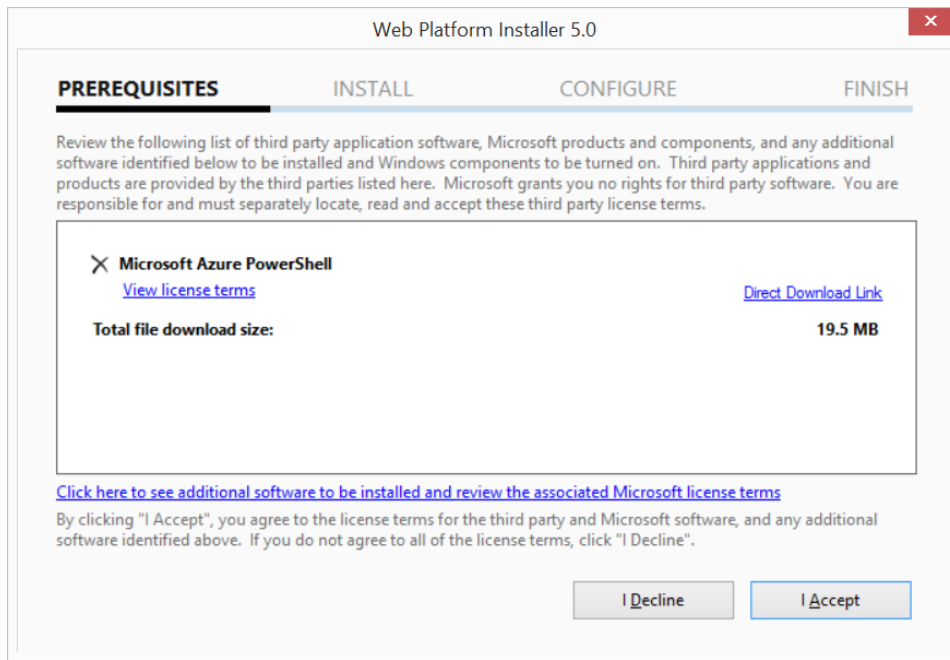 Web Platform Installer 5.0
PREREQUISITES INSTALL CONFIGURE FINISH
Review the following list of third party application software, Microsoft products and components, and any additional
software identified below to be installed and Windows components to be turned on. Third party applications and
products are provided by the third parties listed here. Microsoft grants you no rights for third party software. You are
responsible for and must separately locate, read and accept these third party license terms.
Microsoft Azure PowerShell
View license terms Direct Download Link
Total file download size: 19.5 MB
Click here to see additional software to be installed and review the associated Microsoft license terms
By clicking "I Accept", you agree to the license terms for the third party and Microsoft software, and any additional
software identified above. If you do not agree to all of the license terms, click "I Decline".
I Decline I Accept